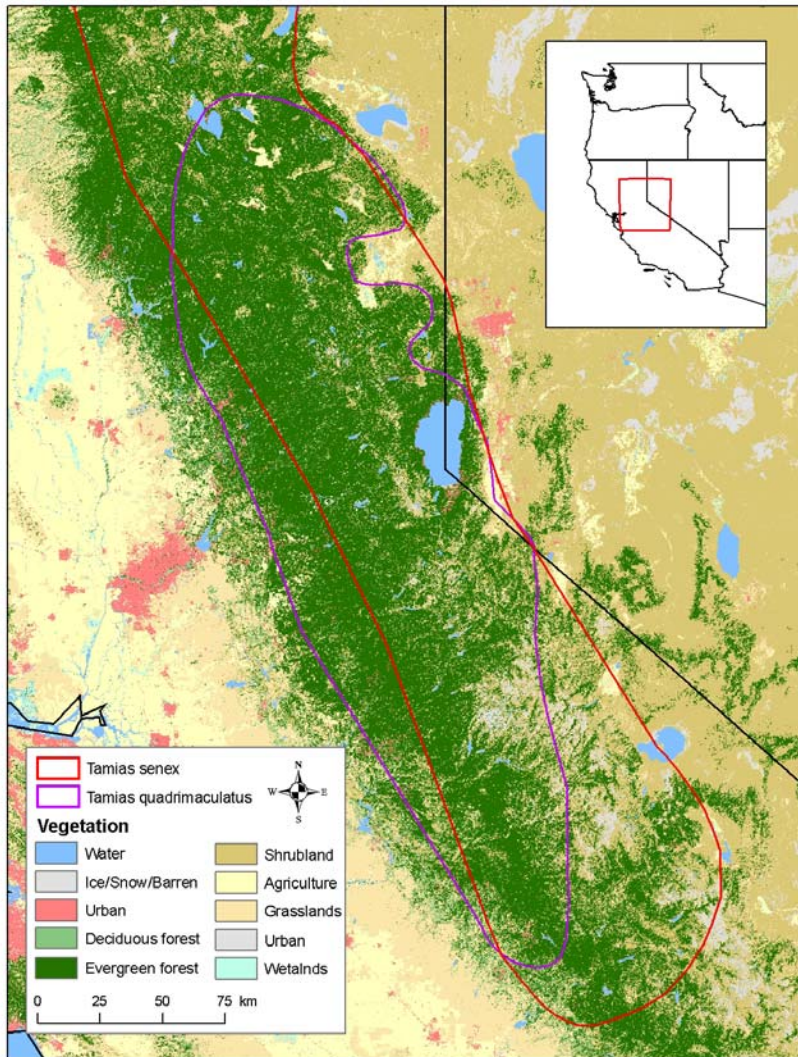 Tamias senex
Tamias quadrimaculatus
N
W E
S
Vegetation
Water
Ice/Snow/Barren
Urban
Deciduous forest
Evergreen forest
Shrubland
Agriculture
Grasslands
Urban
Wetalnds
0 25 50 75 km